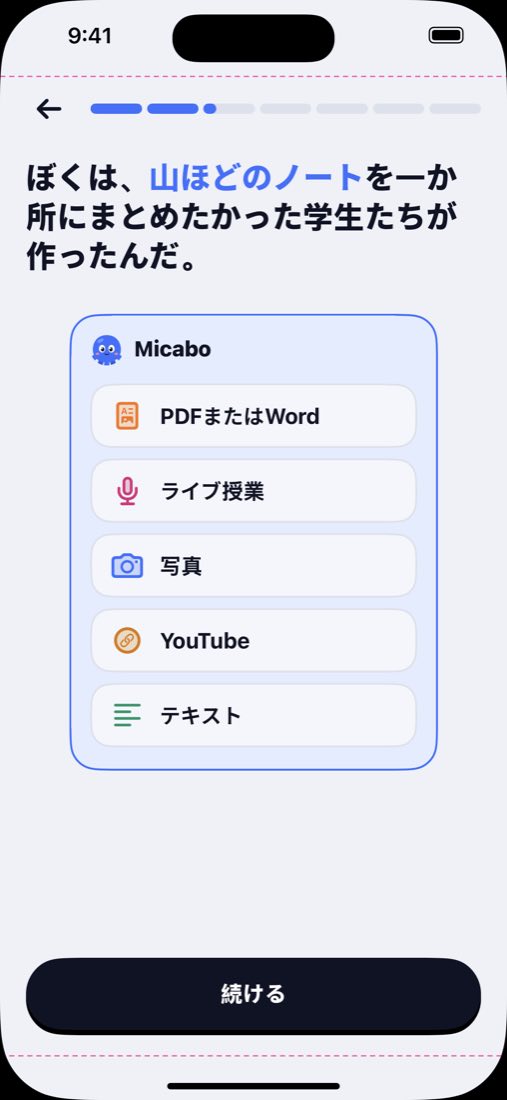 9:41
ぼくは、山ほどのノートを一か
所にまとめたかった学生たちが
作ったんだ。
Micabo
PDFまたはWord
ライブ授業
写真
YouTube
テキスト
続ける